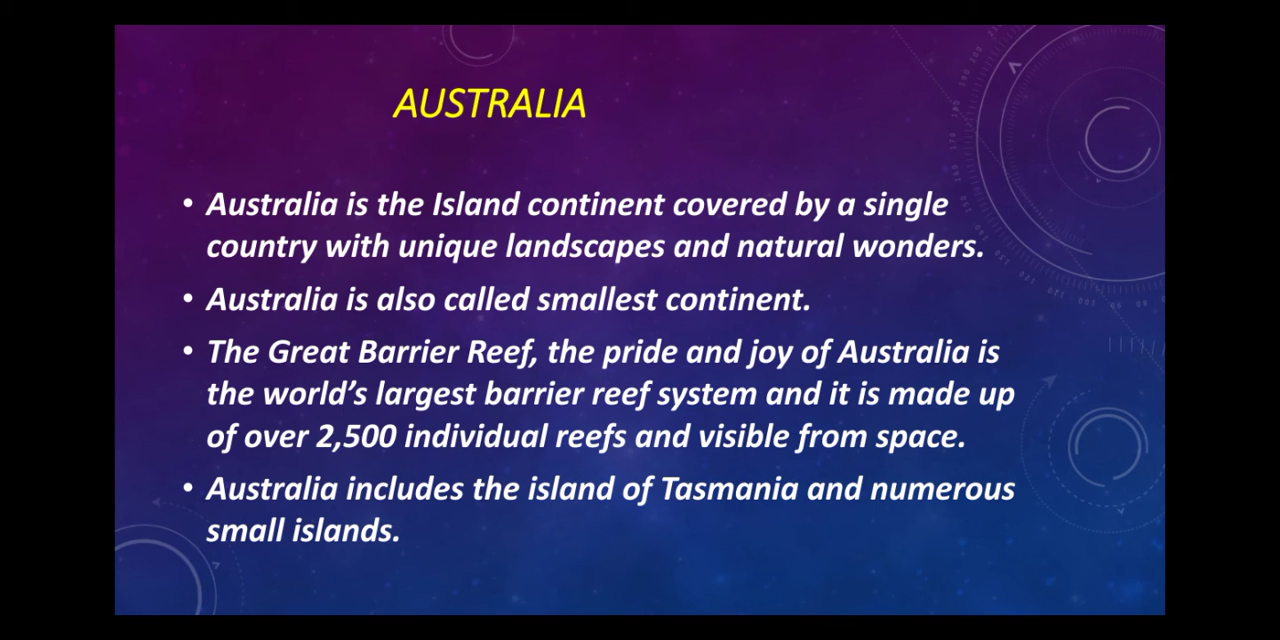 AUSTRALIA
• Australia is the Island continent covered by a single
country with unique landscapes and natural wonders.
• Australia is also called smallest continent.
• The Great Barrier Reef, the pride and joy of Australia is
the world’s largest barrier reef system and it is made up
of over 2,500 individual reefs and visible from space.
• Australia includes the island of Tasmania and numerous
small islands.